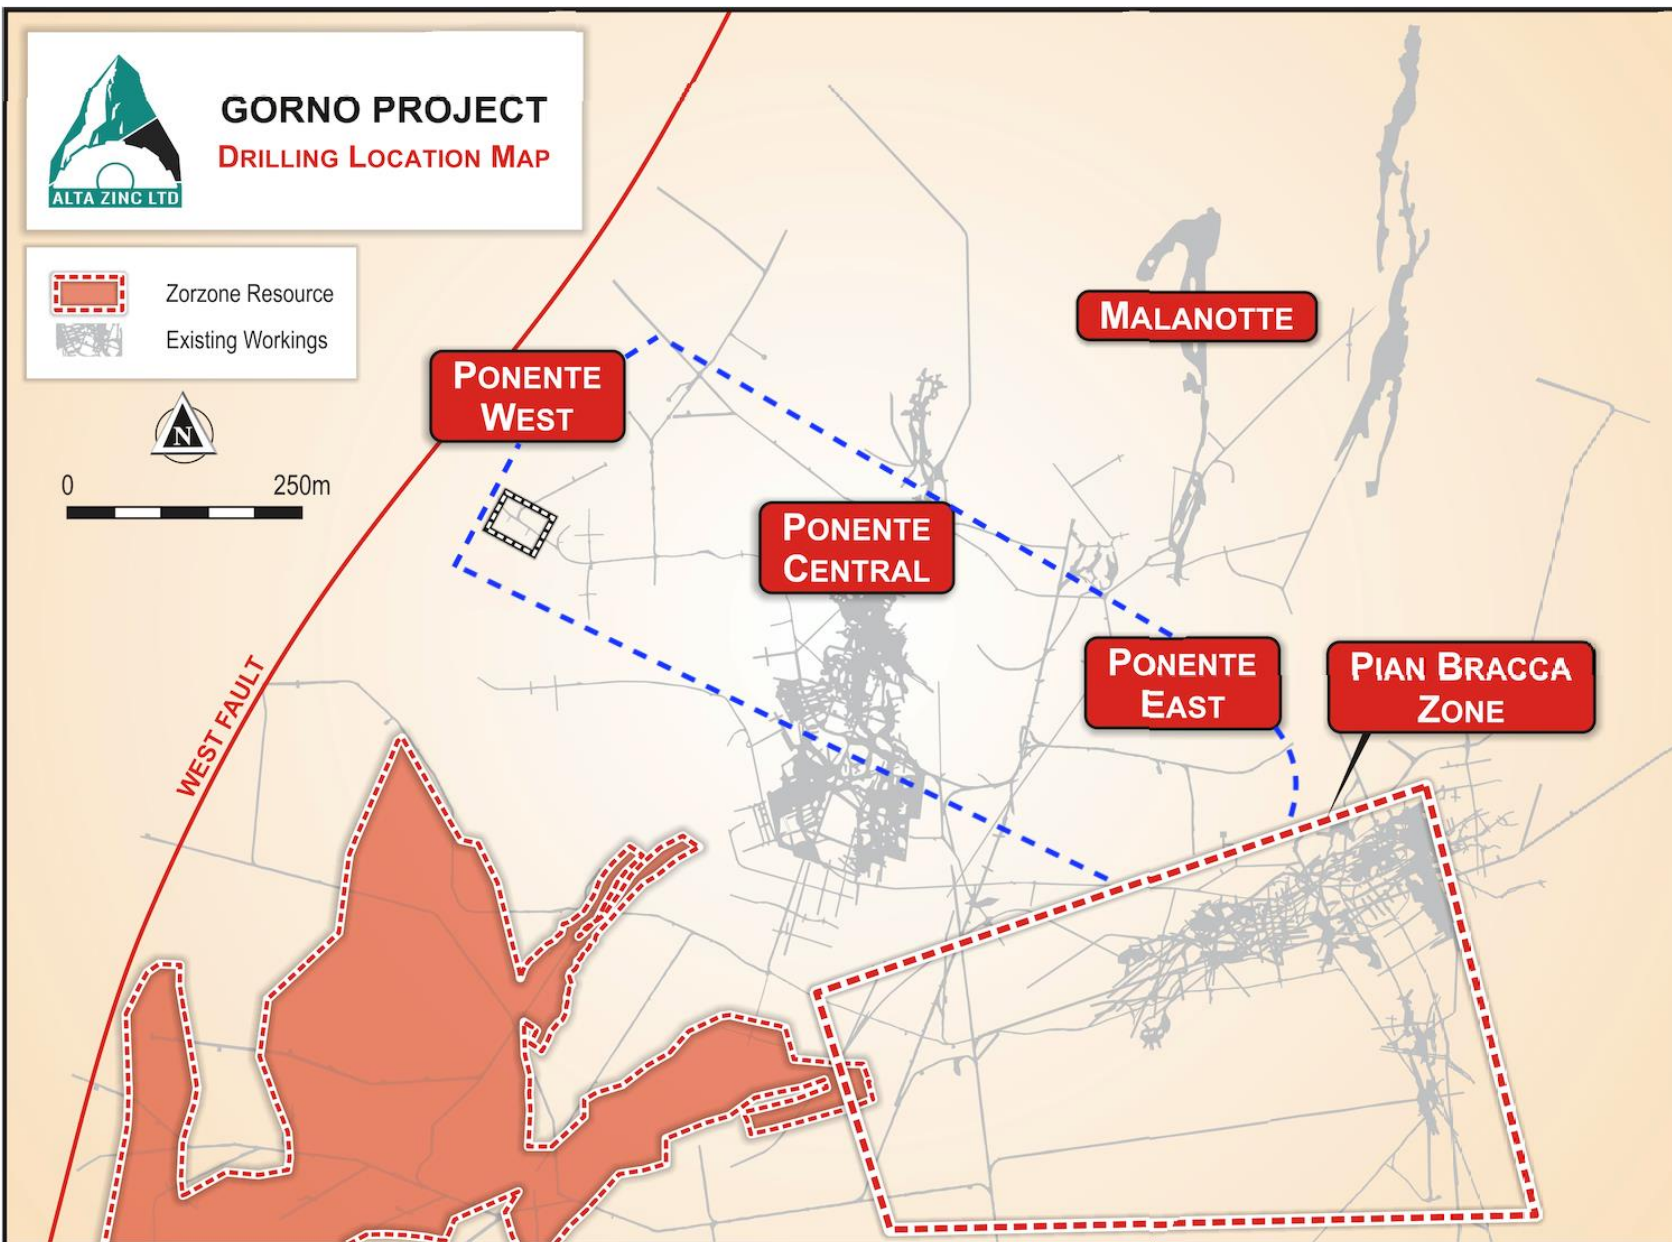 GORNO PROJECT
DRILLING LOCATION MAP
ALTA ZINC LTD
Zorzone Resource
Existing Workings
N
0 250m
MALANOTTE
PONENTE
WEST
PONENTE
CENTRAL
PONENTE
EAST
PIAN BRACCA
ZONE
WEST FAULT